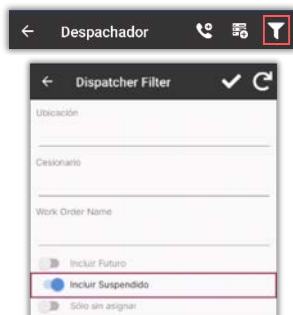 Despachador
Dispatcher Filter
Ubicación
Cesionario
Work Order Name
Incluir Futuro
Incluir Suspendido
Sólo sin asignar